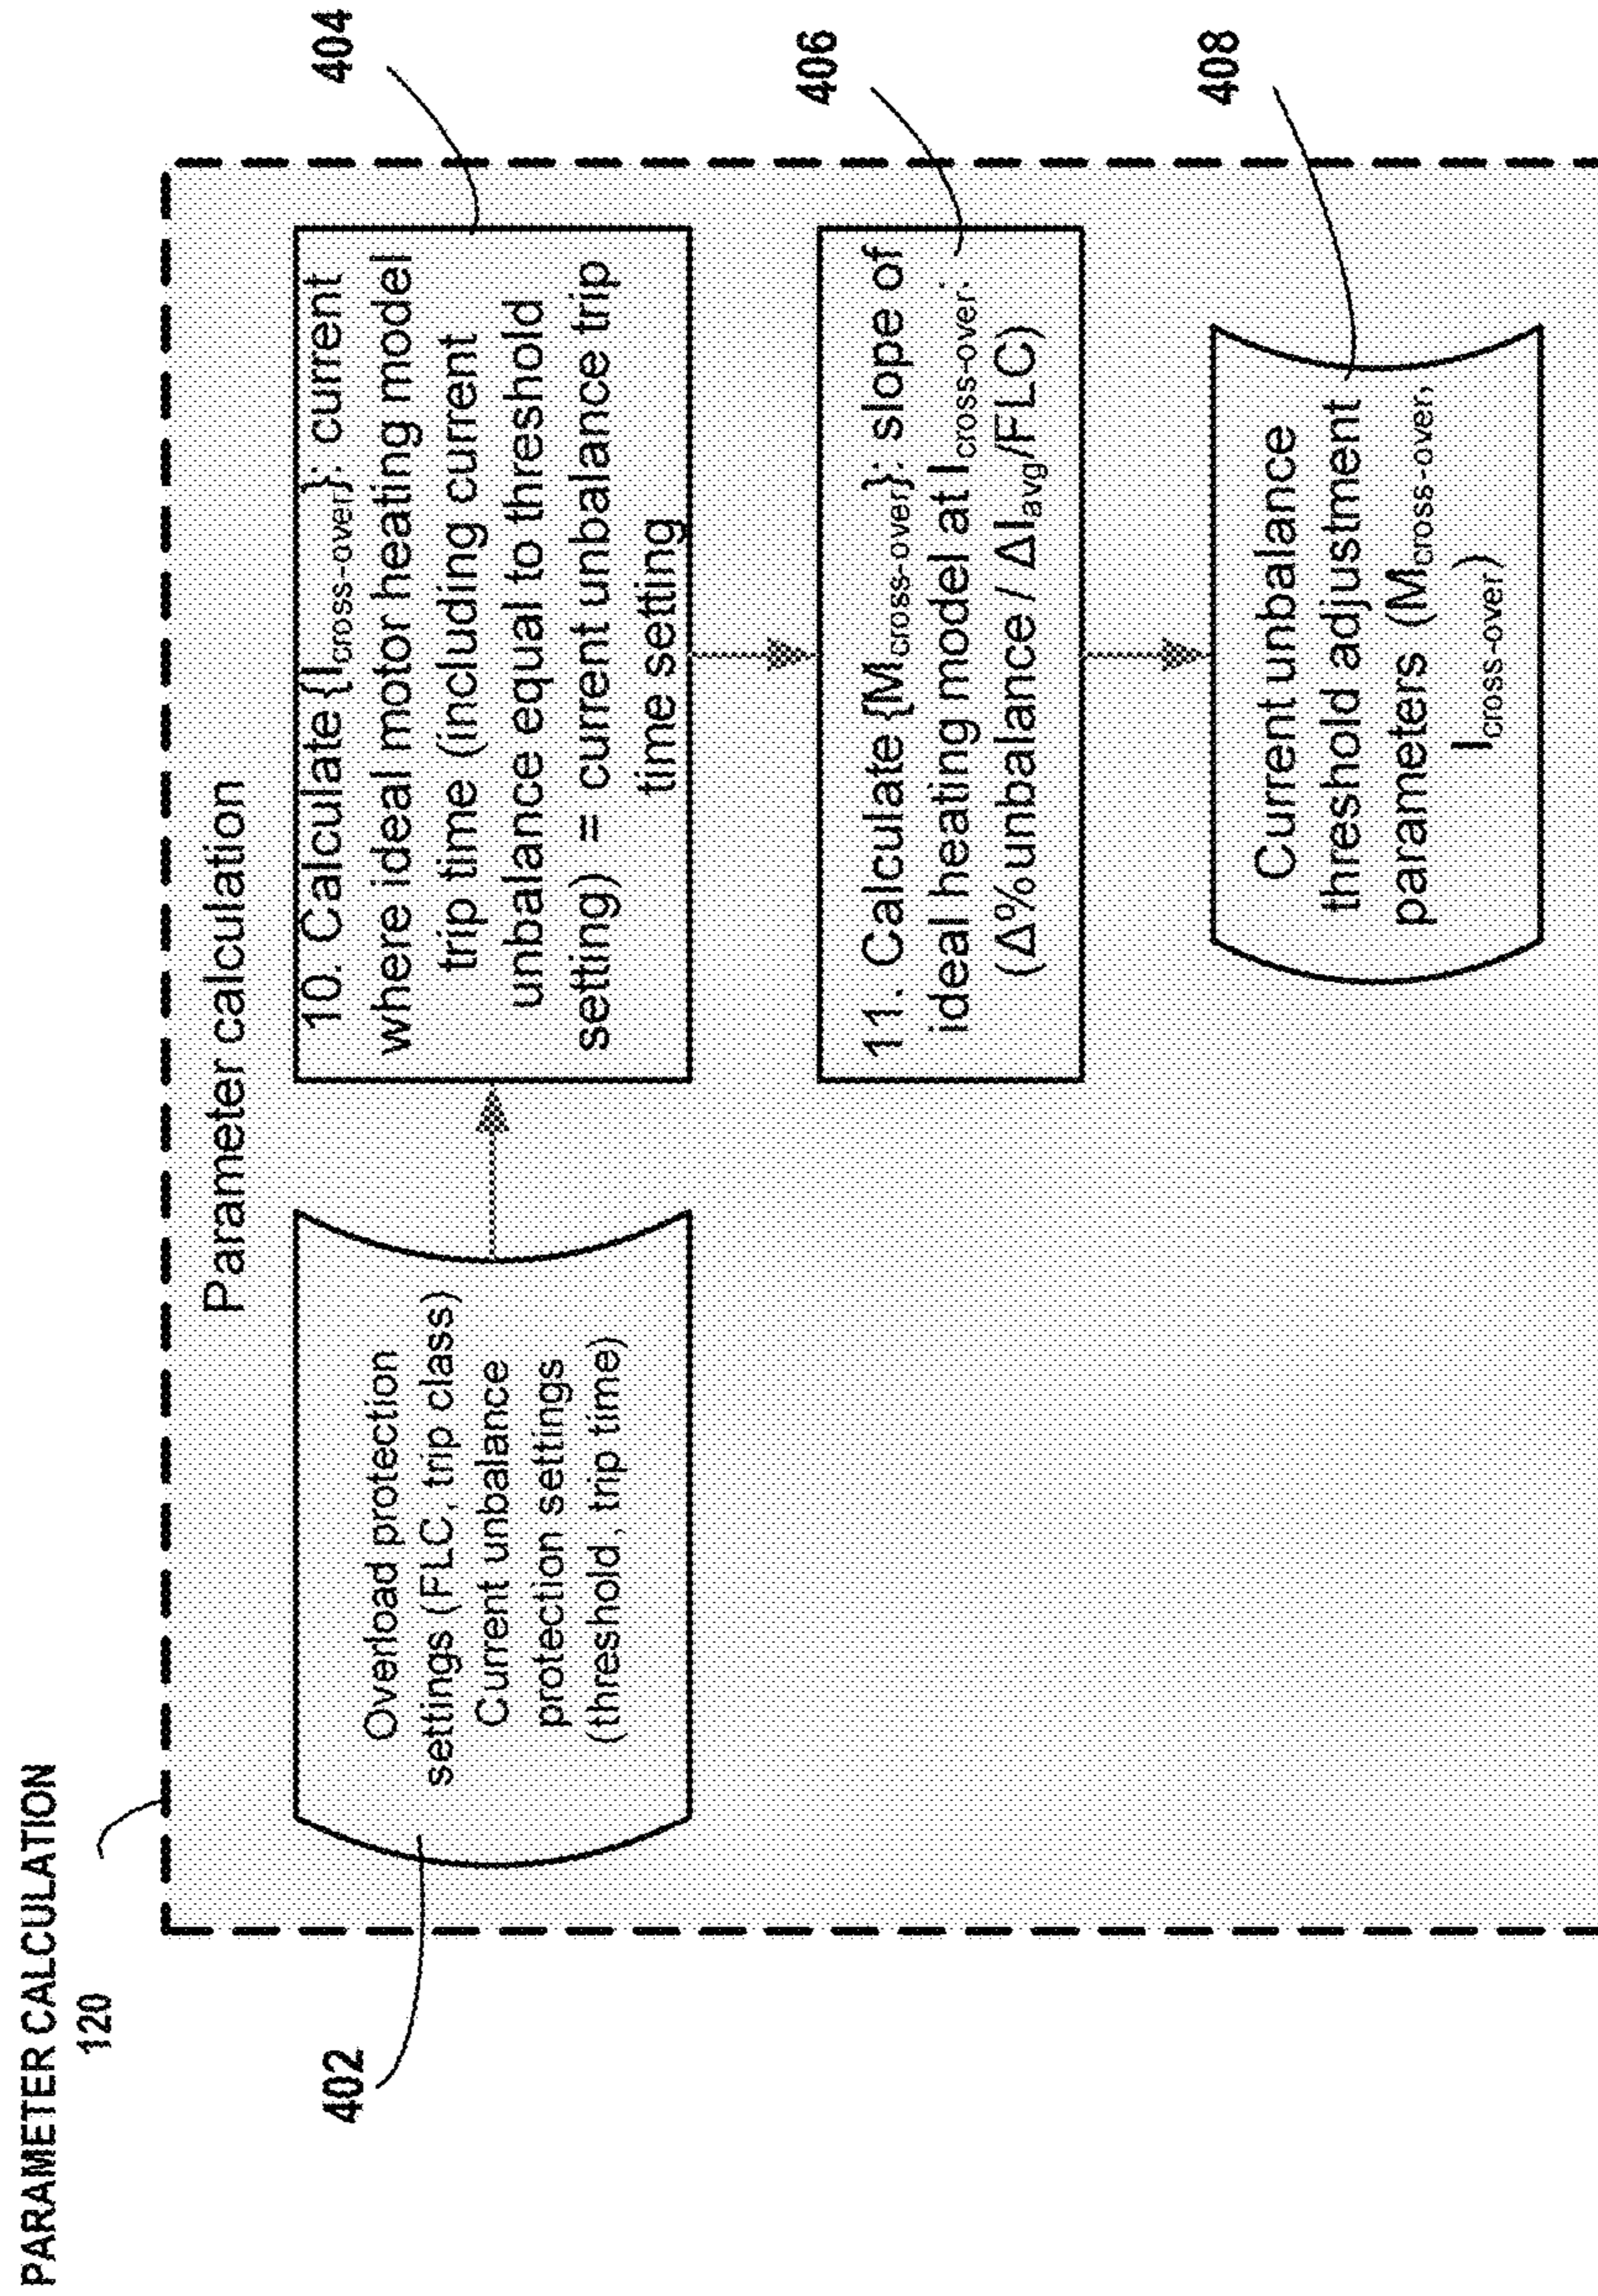 PARAMETER CALCULATION
120
Parameter calculation
402
Overload protection
settings (FLC, trip class)
Current unbalance
protection settings
(threshold, trip time)
404
10. Calculate {Icross-over}: current
where ideal motor heating model
trip time (including current
unbalance equal to threshold
setting) = current unbalance trip
time setting
406
11. Calculate {Mcross-over}: slope of
ideal heating model at Icross-over:
(Δ%unbalance / ΔIavg/FLC)
408
Current unbalance
threshold adjustment
parameters (Mcross-over,
Icross-over)